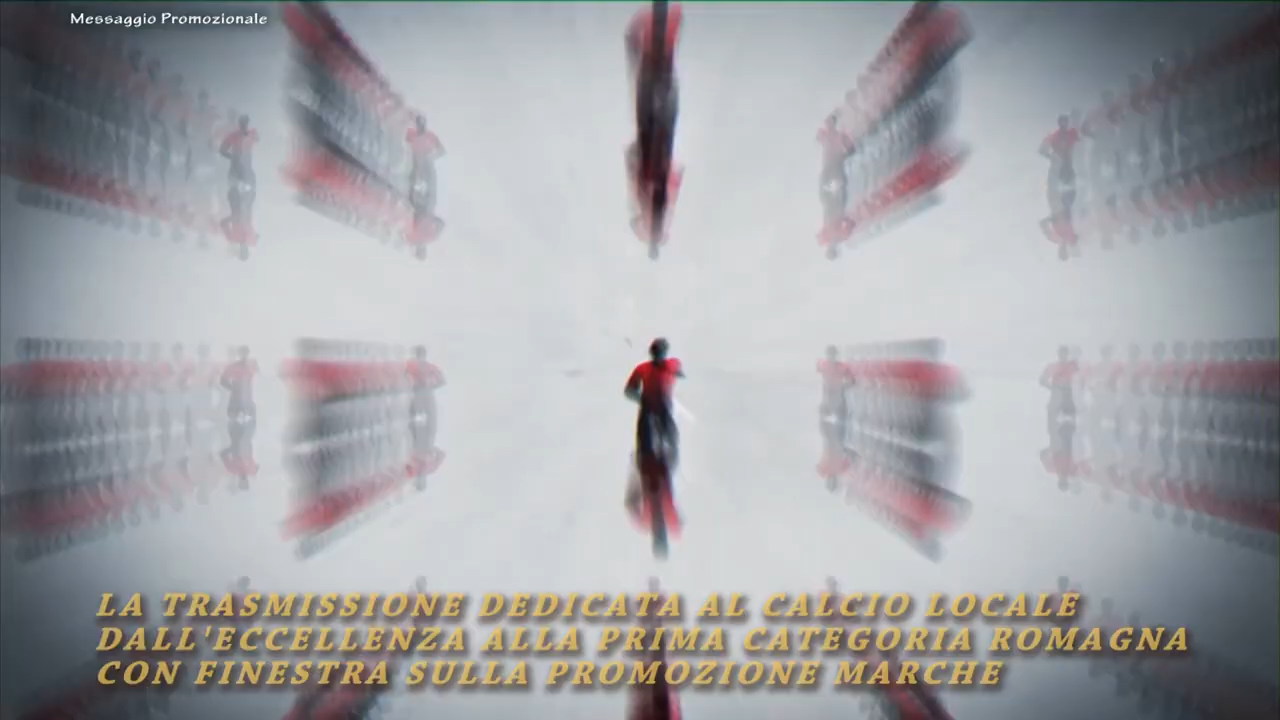 Messaggio Promozionale
LA TRASMISSIONE DEDICATA AL CALCIO LOCALE
DALL'ECCELLENZA ALLA PRIMA CATEGORIA ROMAGNA
CON FINESTRA SULLA PROMOZIONE MARCHE